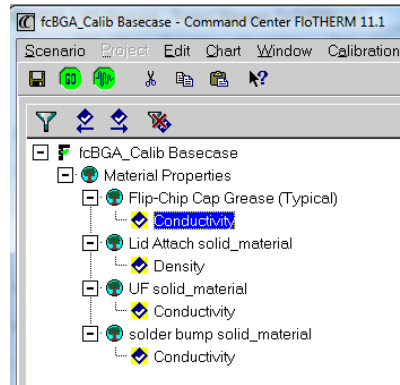 fcBGA_Calib Basecase - Command Center FloTHERM 11.1
Scenario Project Edit Chart Window Calibration
GO
fcBGA_Calib Basecase
Material Properties
Flip-Chip Cap Grease (Typical)
Conductivity
Lid Attach solid_material
Density
UF solid_material
Conductivity
solder bump solid_material
Conductivity